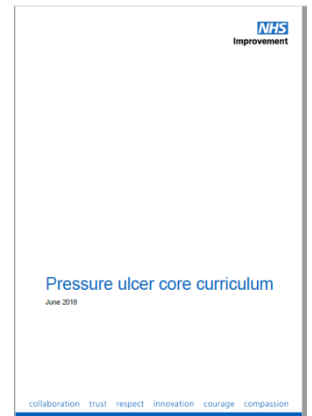 NHS
Improvement
Pressure ulcer core curriculum
June 2018
collaboration trust respect innovation courage compassion